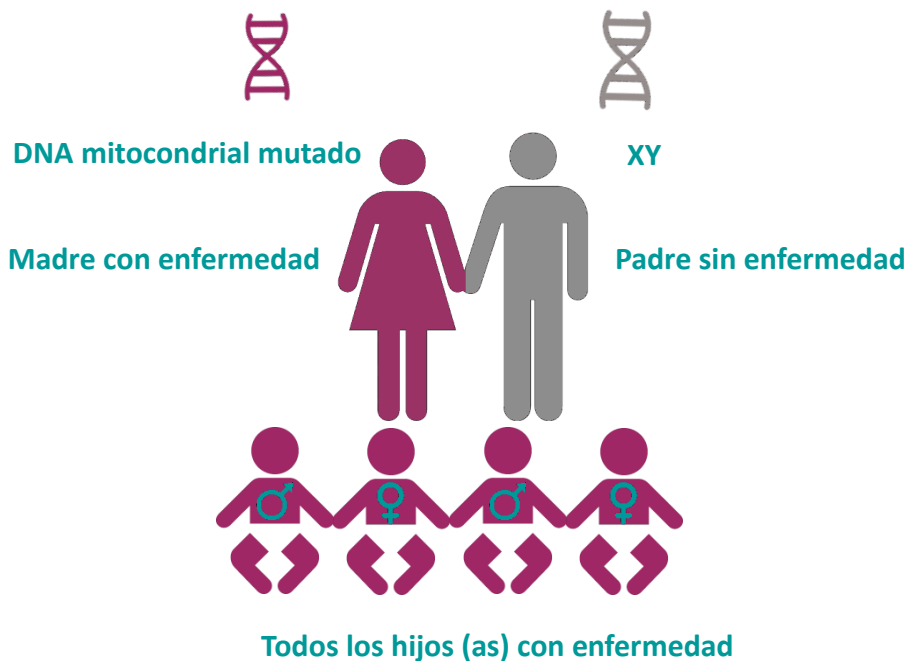 DNA mitocondrial mutado
XY
Madre con enfermedad
Padre sin enfermedad
Todos los hijos (as) con enfermedad